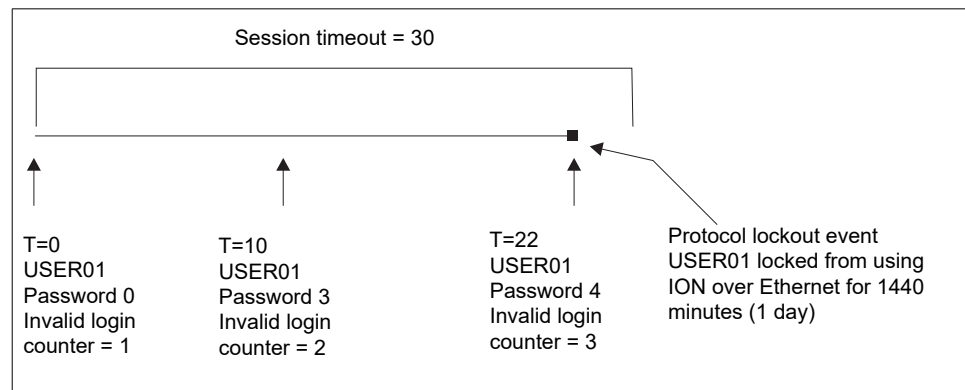 Session timeout = 30
T=0
USER01
Password 0
Invalid login
counter = 1
T=10
USER01
Password 3
Invalid login
counter = 2
T=22
USER01
Password 4
Invalid login
counter = 3
Protocol lockout event
USER01 locked from using
ION over Ethernet for 1440
minutes (1 day)